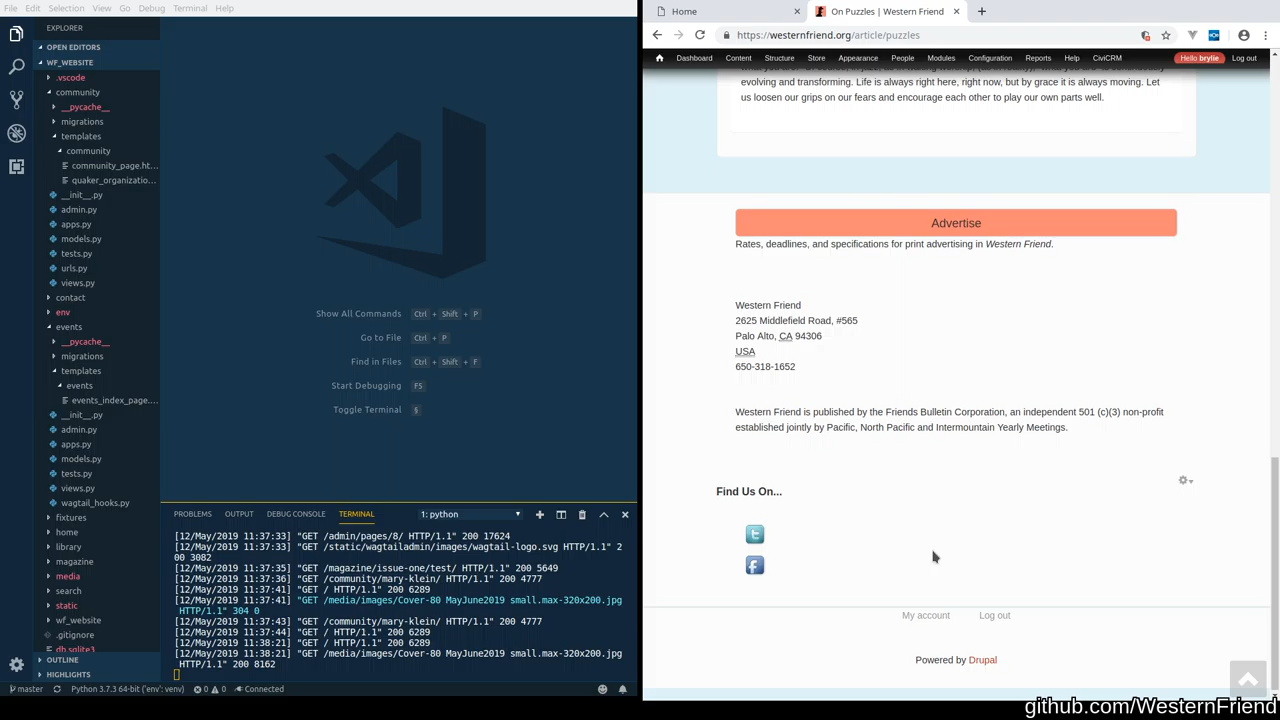 File Edit Selection View Go Debug Terminal Help
EXPLORER
OPEN EDITORS
WF_WEBSITE
.vscode
community
__pycache__
migrations
templates
community
community_page.ht...
quaker_organizatio...
__init__.py
admin.py
apps.py
models.py
tests.py
urls.py
views.py
contact
env
events
__pycache__
migrations
templates
events
events_index_page....
__init__.py
admin.py
apps.py
models.py
tests.py
views.py
wagtail_hooks.py
fixtures
home
library
magazine
media
search
static
wf_website
.gitignore
db.sqlite3
OUTLINE
HIGHLIGHTS
Show All Commands Ctrl + Shift + P
Go to File Ctrl + P
Find in Files Ctrl + Shift + F
Start Debugging F5
Toggle Terminal §
PROBLEMS OUTPUT DEBUG CONSOLE TERMINAL 1: python
[12/May/2019 11:37:33] "GET /admin/pages/8/ HTTP/1.1" 200 17624
[12/May/2019 11:37:33] "GET /static/wagtailadmin/images/wagtail-logo.svg HTTP/1.1" 2
00 3082
[12/May/2019 11:37:35] "GET /magazine/issue-one/test/ HTTP/1.1" 200 5649
[12/May/2019 11:37:36] "GET /community/mary-klein/ HTTP/1.1" 200 4777
[12/May/2019 11:37:41] "GET / HTTP/1.1" 200 6289
[12/May/2019 11:37:41] "GET /media/images/Cover-80 MayJune2019 small.max-320x200.jpg
HTTP/1.1" 304 0
[12/May/2019 11:37:43] "GET /community/mary-klein/ HTTP/1.1" 200 4777
[12/May/2019 11:37:44] "GET / HTTP/1.1" 200 6289
[12/May/2019 11:38:21] "GET / HTTP/1.1" 200 6289
[12/May/2019 11:38:21] "GET /media/images/Cover-80 MayJune2019 small.max-320x200.jpg
HTTP/1.1" 200 8162
master Python 3.7.3 64-bit ('env': venv) 0 0 Connected
Home On Puzzles | Western Friend
https://westernfriend.org/article/puzzles
Dashboard Content Structure Store Appearance People Modules Configuration Reports Help CiviCRM Hello brylie Log out
evolving and transforming. Life is always right here, right now, but by grace it is always moving. Let
us loosen our grips on our fears and encourage each other to play our own parts well.
Advertise
Rates, deadlines, and specifications for print advertising in Western Friend.
Western Friend
2625 Middlefield Road, #565
Palo Alto, CA 94306
USA
650-318-1652
Western Friend is published by the Friends Bulletin Corporation, an independent 501 (c)(3) non-profit
established jointly by Pacific, North Pacific and Intermountain Yearly Meetings.
Find Us On...
My account Log out
Powered by Drupal
github.com/WesternFriend